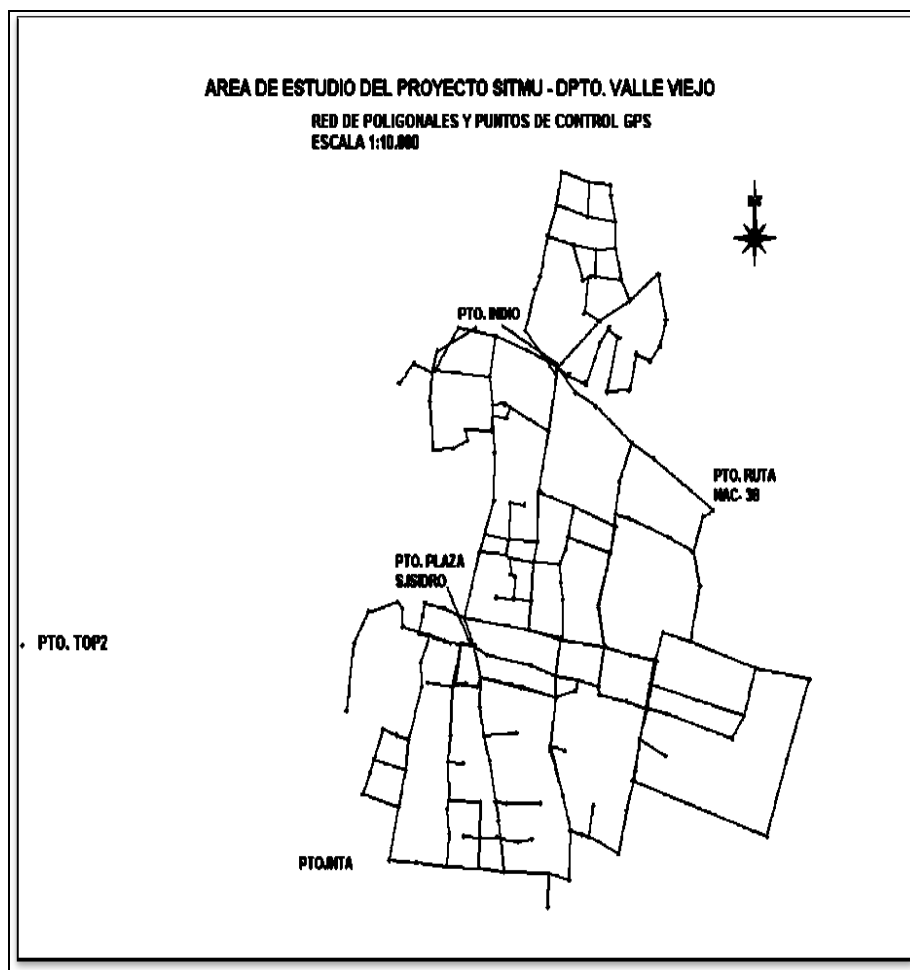 AREA DE ESTUDIO DEL PROYECTO SITMU - DPTO. VALLE VIEJO
RED DE POLIGONALES Y PUNTOS DE CONTROL GPS
ESCALA 1:10.000
PTO. INDIO
PTO. RUTA
NAC- 38
PTO. PLAZA
S.ISIDRO
PTO. TOP2
PTO.INTA